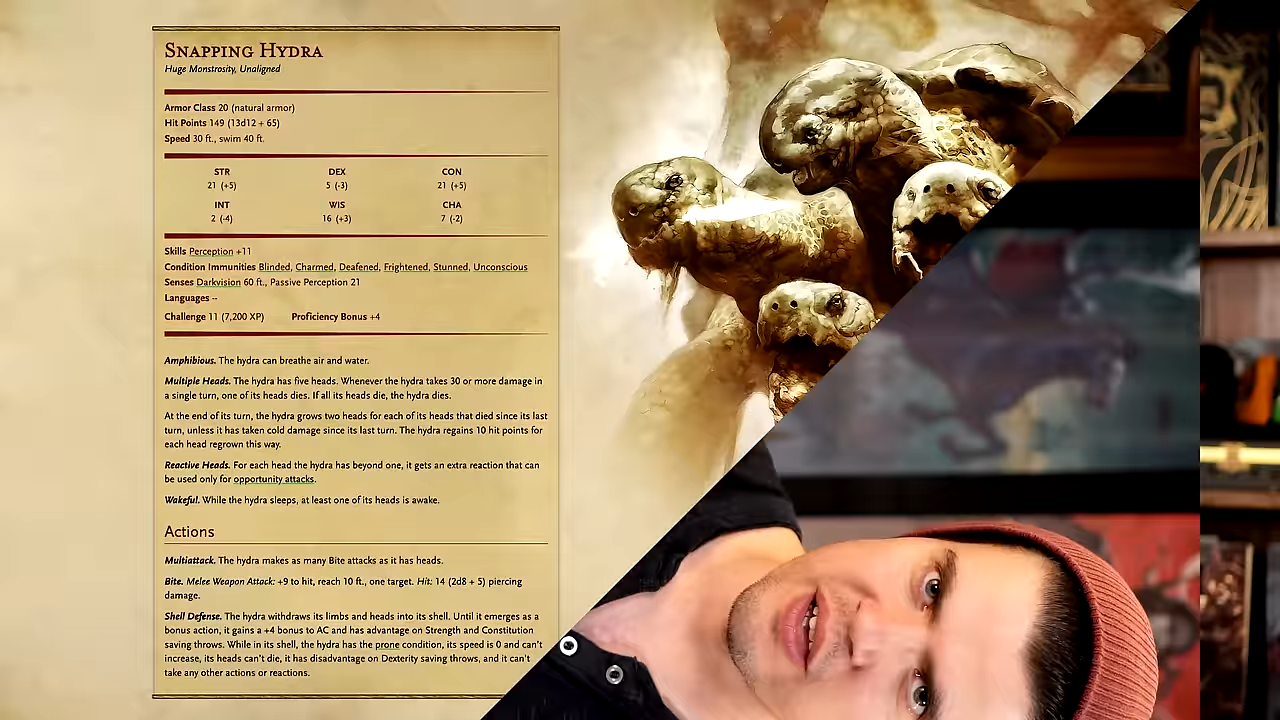 Snapping Hydra
Huge Monstrosity, Unaligned
Armor Class 20 (natural armor)
Hit Points 149 (13d12 + 65)
Speed 30 ft., swim 40 ft.
STR DEX CON
21 (+5) 5 (-3) 21 (+5)
INT WIS CHA
2 (-4) 16 (+3) 7 (-2)
Skills Perception +11
Condition Immunities Blinded, Charmed, Deafened, Frightened, Stunned, Unconscious
Senses Darkvision 60 ft., Passive Perception 21
Languages --
Challenge 11 (7,200 XP) Proficiency Bonus +4
Amphibious. The hydra can breathe air and water.
Multiple Heads. The hydra has five heads. Whenever the hydra takes 30 or more damage in
a single turn, one of its heads dies. If all its heads die, the hydra dies.
At the end of its turn, the hydra grows two heads for each of its heads that died since its last
turn, unless it has taken cold damage since its last turn. The hydra regains 10 hit points for
each head regrown this way.
Reactive Heads. For each head the hydra has beyond one, it gets an extra reaction that can
be used only for opportunity attacks.
Wakeful. While the hydra sleeps, at least one of its heads is awake.
Actions
Multiattack. The hydra makes as many Bite attacks as it has heads.
Bite. Melee Weapon Attack: +9 to hit, reach 10 ft., one target. Hit: 14 (2d8 + 5) piercing
damage.
Shell Defense. The hydra withdraws its limbs and heads into its shell. Until it emerges as a
bonus action, it gains a +4 bonus to AC and has advantage on Strength and Constitution
saving throws. While in its shell, the hydra has the prone condition, its speed is 0 and can't
increase, its heads can't die, it has disadvantage on Dexterity saving throws, and it can't
take any other actions or reactions.